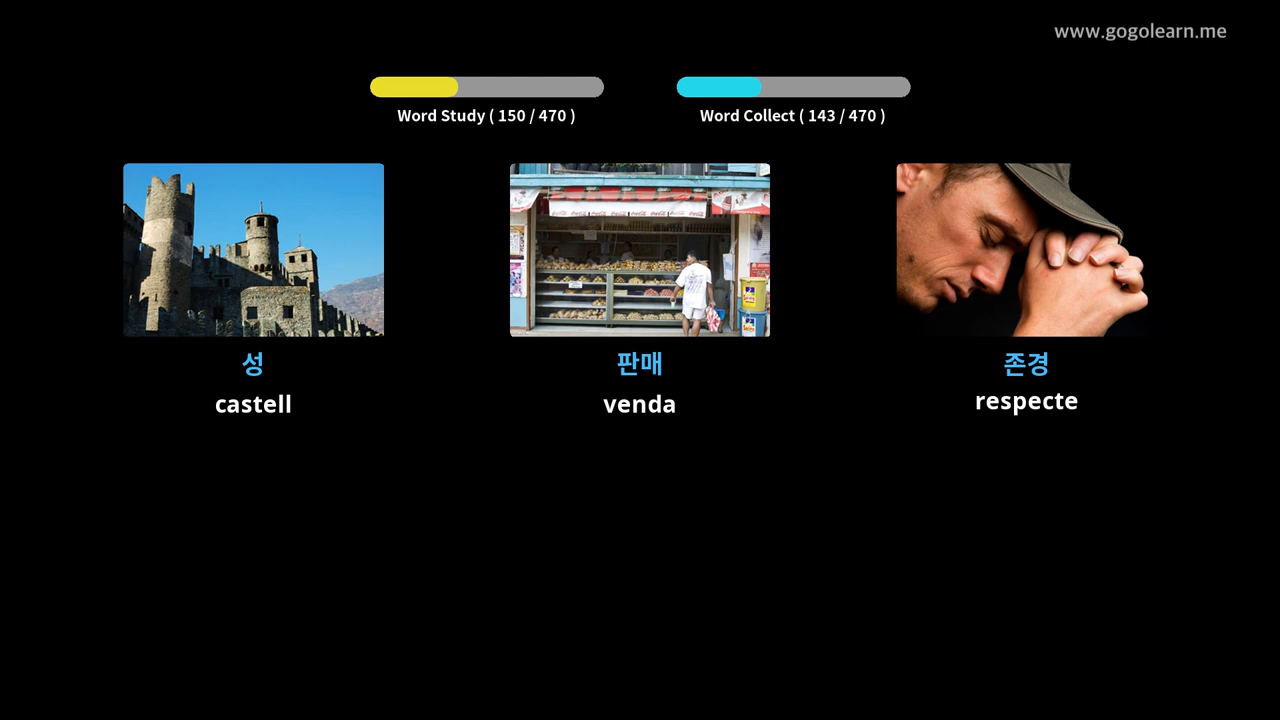 www.gogolearn.me
Word Study ( 150 / 470 )
Word Collect ( 143 / 470 )
성
판매
존경
castell
venda
respecte